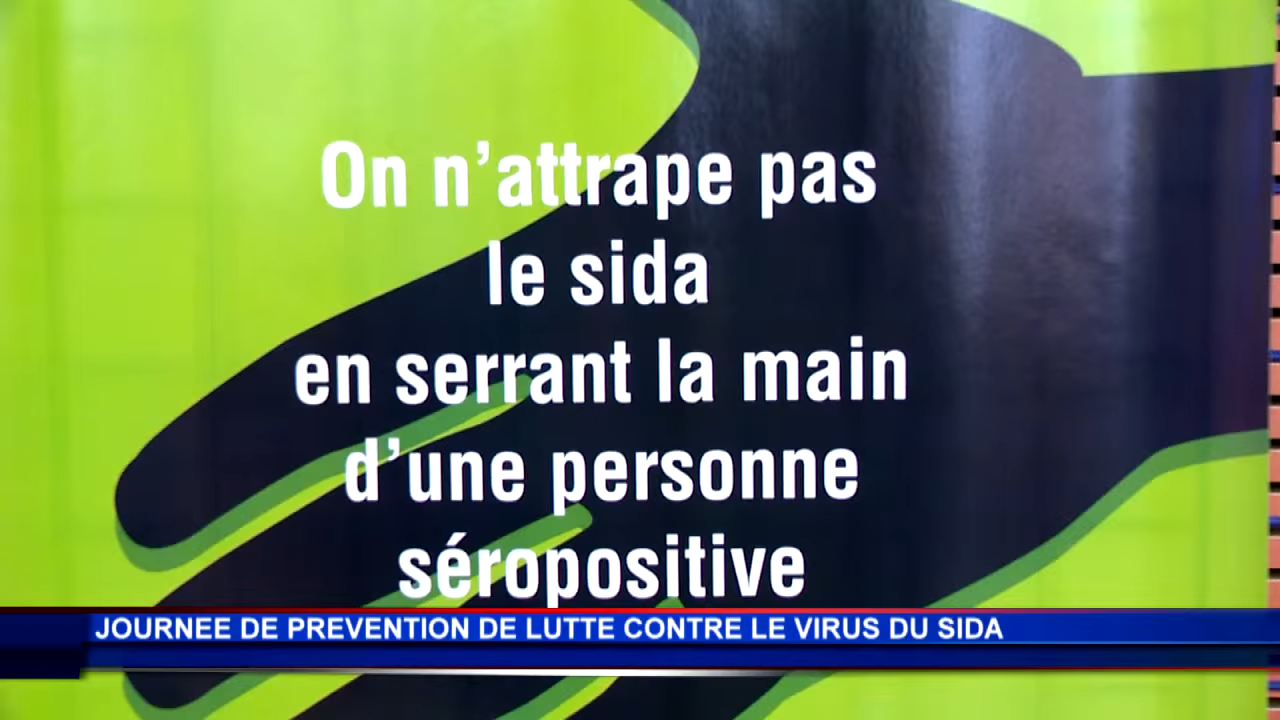 On n'attrape pas
le sida
en serrant la main
d'une personne
séropositive
JOURNEE DE PREVENTION DE LUTTE CONTRE LE VIRUS DU SIDA